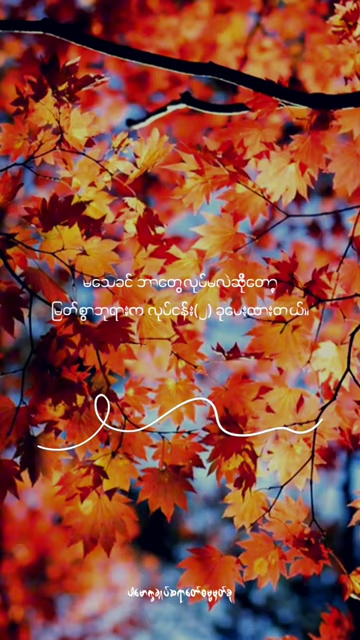 မသေခင် ဘာတွေလုပ်မလဲဆိုတော့
မြတ်စွာဘုရားက လုပ်ငန်း(၂) ခုပေးထားတယ်။